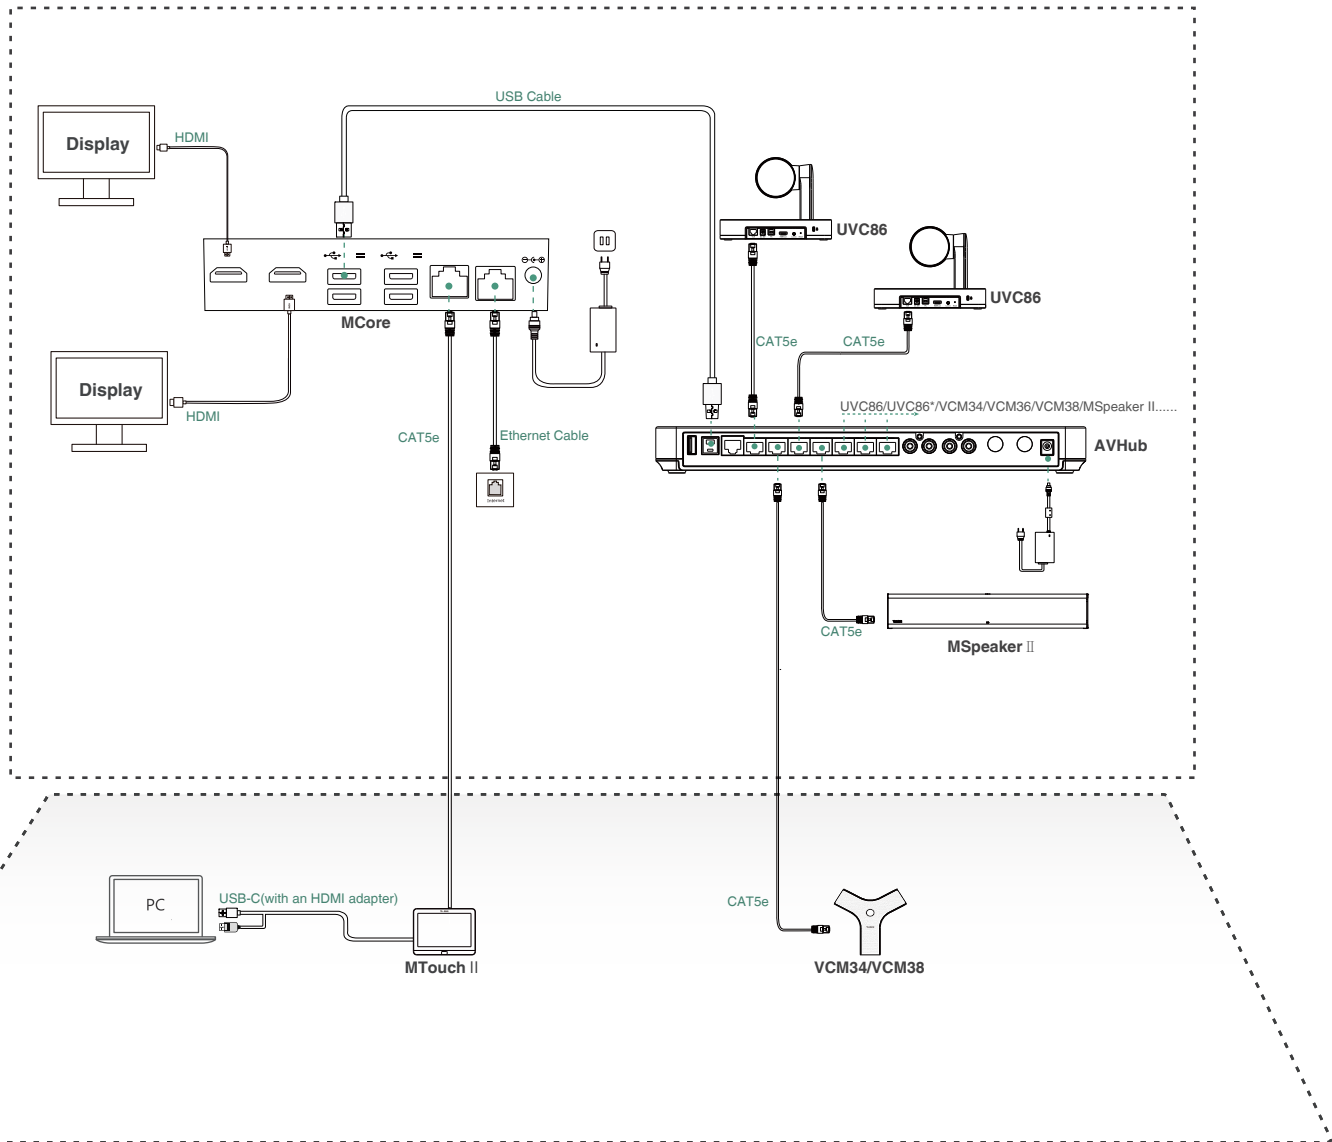 USB Cable
Display
HDMI
UVC86
UVC86
MCore
CAT5e
CAT5e
Display
HDMI
UVC86/UVC86*/VCM34/VCM36/VCM38/MSpeaker II......
CAT5e
Ethernet Cable
AVHub
Internet
CAT5e
MSpeaker II
PC
USB-C(with an HDMI adapter)
CAT5e
MTouch II
VCM34/VCM38